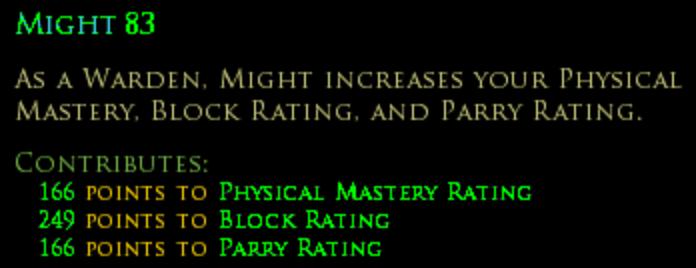 Might 83
As a Warden, Might increases your Physical
Mastery, Block Rating, and Parry Rating.
Contributes:
166 points to Physical Mastery Rating
249 points to Block Rating
166 points to Parry Rating